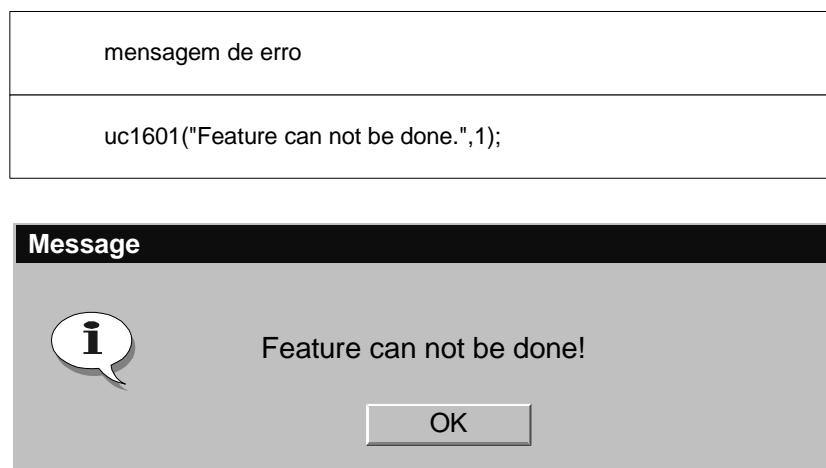 mensagem de erro
uc1601("Feature can not be done.",1);
Message
i
Feature can not be done!
OK